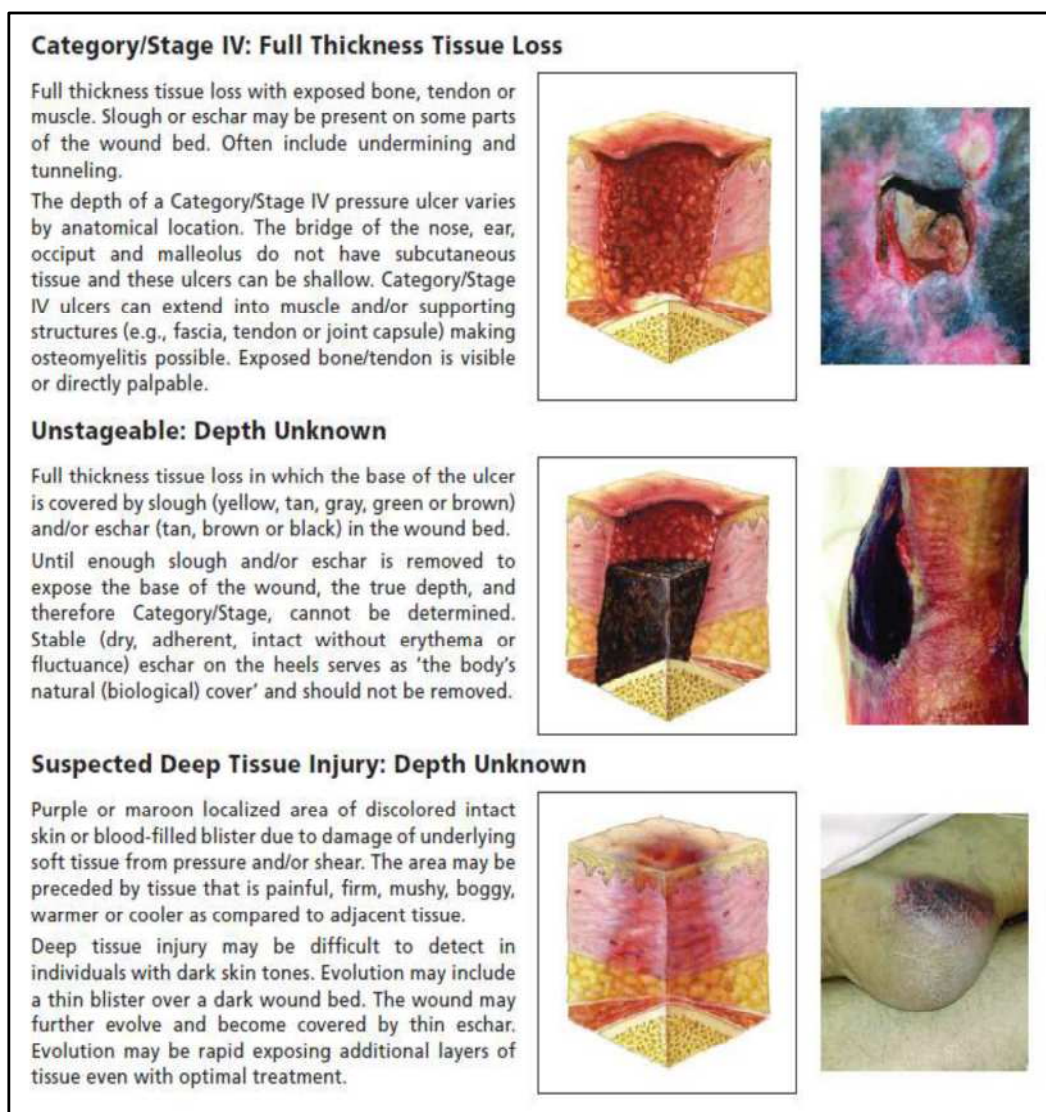 Category/Stage IV: Full Thickness Tissue Loss
Full thickness tissue loss with exposed bone, tendon or
muscle. Slough or eschar may be present on some parts
of the wound bed. Often include undermining and
tunneling.
The depth of a Category/Stage IV pressure ulcer varies
by anatomical location. The bridge of the nose, ear,
occiput and malleolus do not have subcutaneous
tissue and these ulcers can be shallow. Category/Stage
IV ulcers can extend into muscle and/or supporting
structures (e.g., fascia, tendon or joint capsule) making
osteomyelitis possible. Exposed bone/tendon is visible
or directly palpable.
Unstageable: Depth Unknown
Full thickness tissue loss in which the base of the ulcer
is covered by slough (yellow, tan, gray, green or brown)
and/or eschar (tan, brown or black) in the wound bed.
Until enough slough and/or eschar is removed to
expose the base of the wound, the true depth, and
therefore Category/Stage, cannot be determined.
Stable (dry, adherent, intact without erythema or
fluctuance) eschar on the heels serves as ‘the body’s
natural (biological) cover’ and should not be removed.
Suspected Deep Tissue Injury: Depth Unknown
Purple or maroon localized area of discolored intact
skin or blood-filled blister due to damage of underlying
soft tissue from pressure and/or shear. The area may be
preceded by tissue that is painful, firm, mushy, boggy,
warmer or cooler as compared to adjacent tissue.
Deep tissue injury may be difficult to detect in
individuals with dark skin tones. Evolution may include
a thin blister over a dark wound bed. The wound may
further evolve and become covered by thin eschar.
Evolution may be rapid exposing additional layers of
tissue even with optimal treatment.